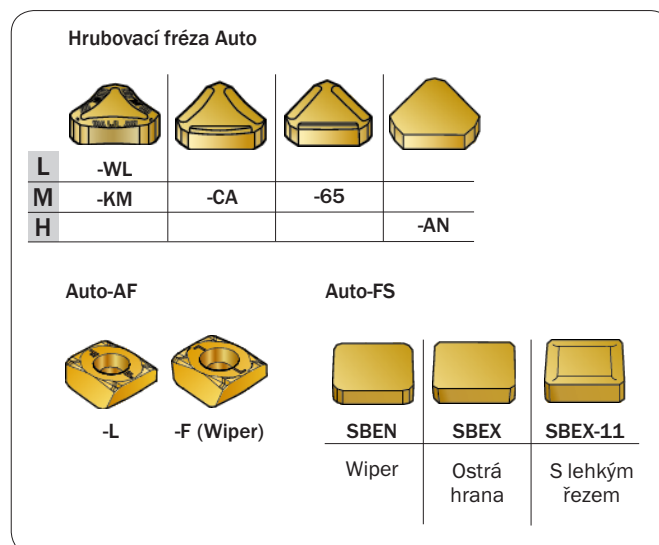 Hrubovací fréza Auto
L -WL
M -KM -CA -65
H -AN
Auto-AF
Auto-FS
-L
-F (Wiper)
SBEN SBEX SBEX-11
Wiper
Ostrá
hrana
S lehkým
řezem